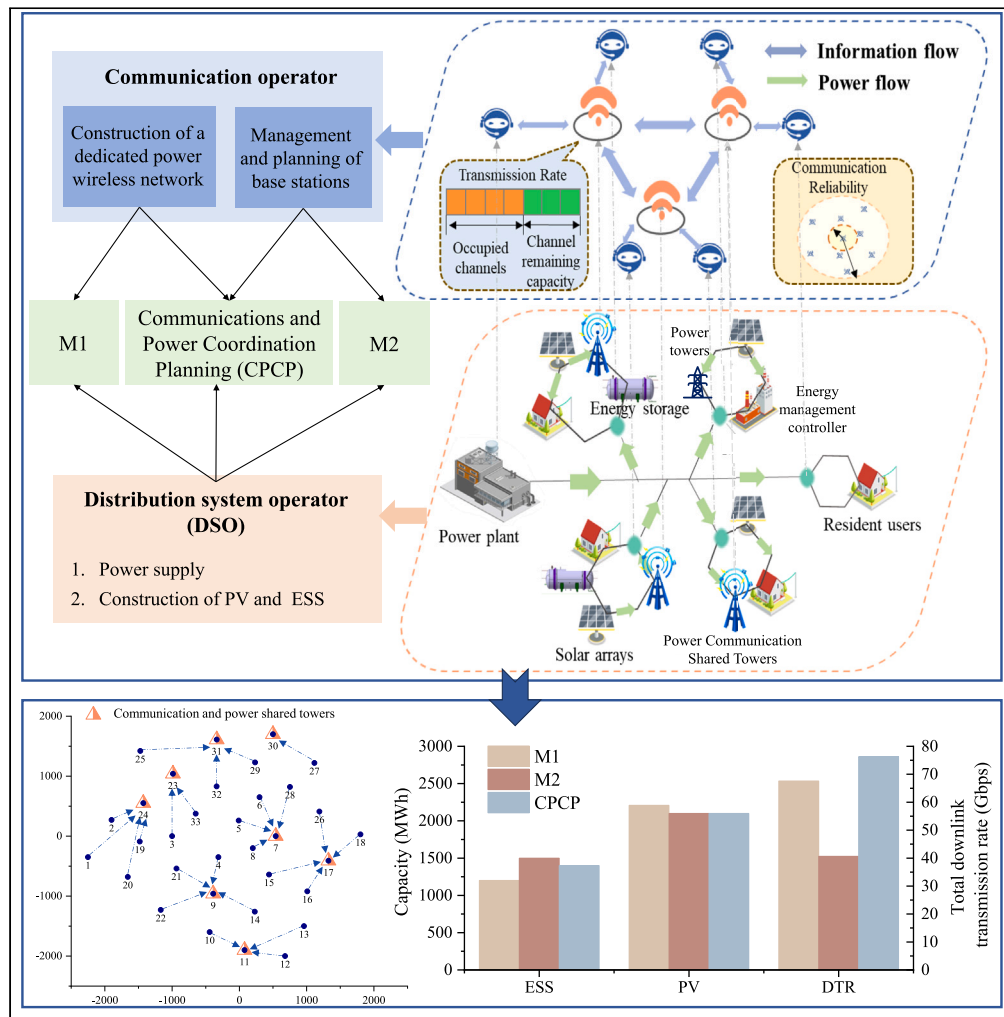 Communication operator
Construction of a
dedicated power
wireless network
Management
and planning of
base stations
M1
Communications and
Power Coordination
Planning (CPCP)
M2
Distribution system operator
(DSO)
1. Power supply
2. Construction of PV and ESS
Information flow
Power flow
Transmission Rate
Occupied
channels
Channel
remaining
capacity
Communication
Reliability
Power
towers
Energy storage
Energy
management
controller
Power plant
Resident users
Solar arrays
Power Communication
Shared Towers
Communication and power shared towers
2000
1000
0
-1000
-2000
-2000
-1000
0
1000
2000
25
31
30
29
27
23
32
28
24
6
26
2
33
5
18
19
3
8
7
1
4
17
20
21
15
16
9
22
14
10
13
11
12
M1
M2
CPCP
Capacity (MWh)
3000
2500
2000
1500
1000
500
0
ESS
PV
DTR
80
70
60
50
40
30
20
10
0
Total downlink
transmission rate (Gbps)